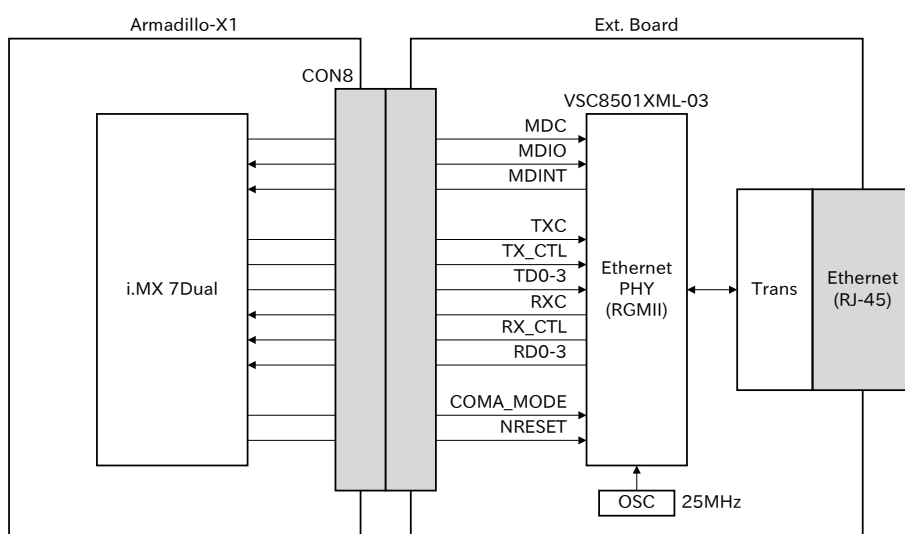 Armadillo-X1
Ext. Board
CON8
VSC8501XML-03
MDC
MDIO
MDINT
TXC
TX_CTL
TD0-3
RXC
RX_CTL
RD0-3
COMA_MODE
NRESET
i.MX 7Dual
Ethernet
PHY
(RGMII)
Trans
Ethernet
(RJ-45)
OSC
25MHz